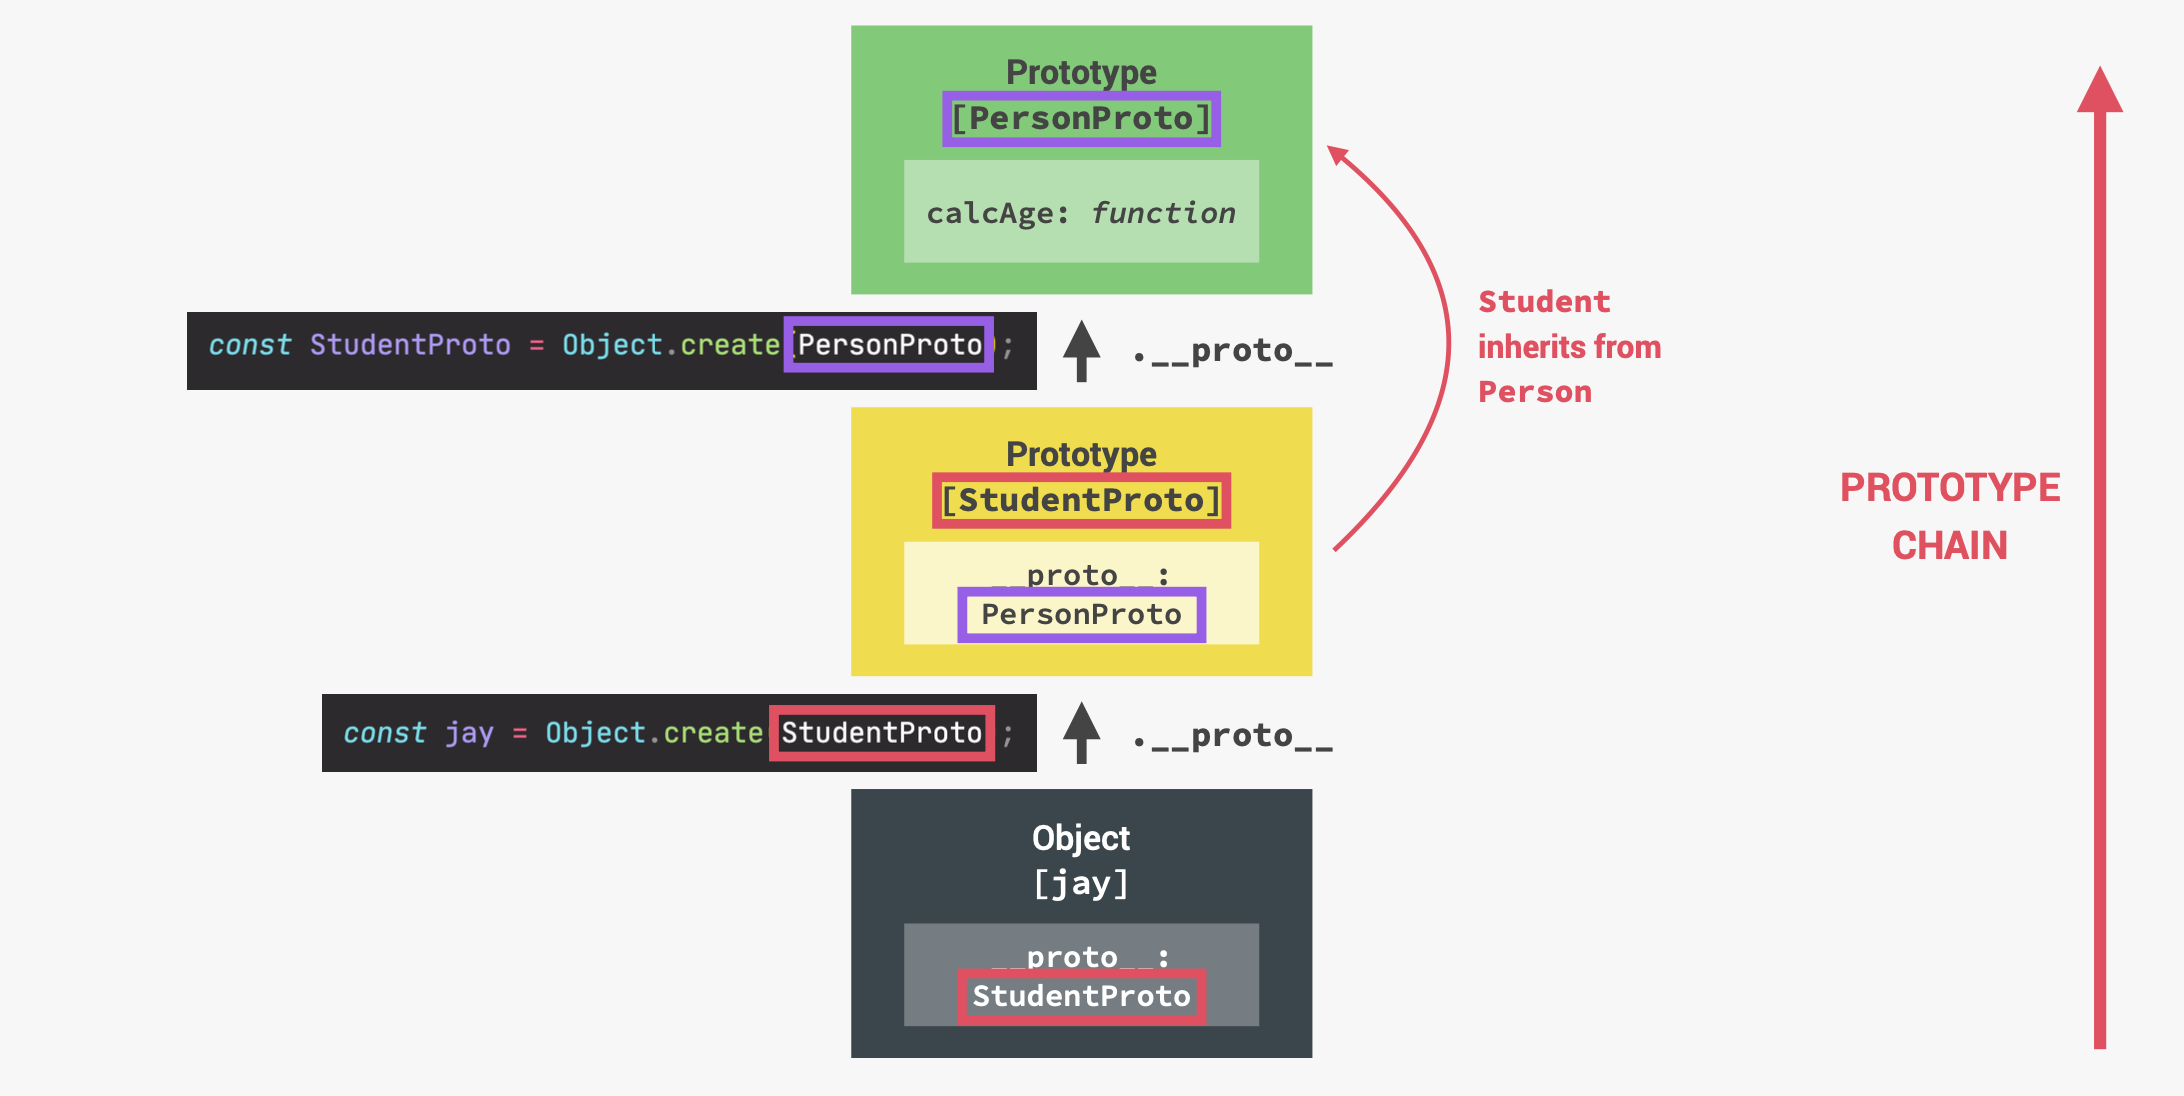 Prototype
[PersonProto]
calcAge: function
const StudentProto = Object.create(PersonProto);
.__proto__
Student
inherits from
Person
Prototype
[StudentProto]
__proto__:
PersonProto
PROTOTYPE
CHAIN
const jay = Object.create StudentProto ;
.__proto__
Object
[jay]
__proto__:
StudentProto